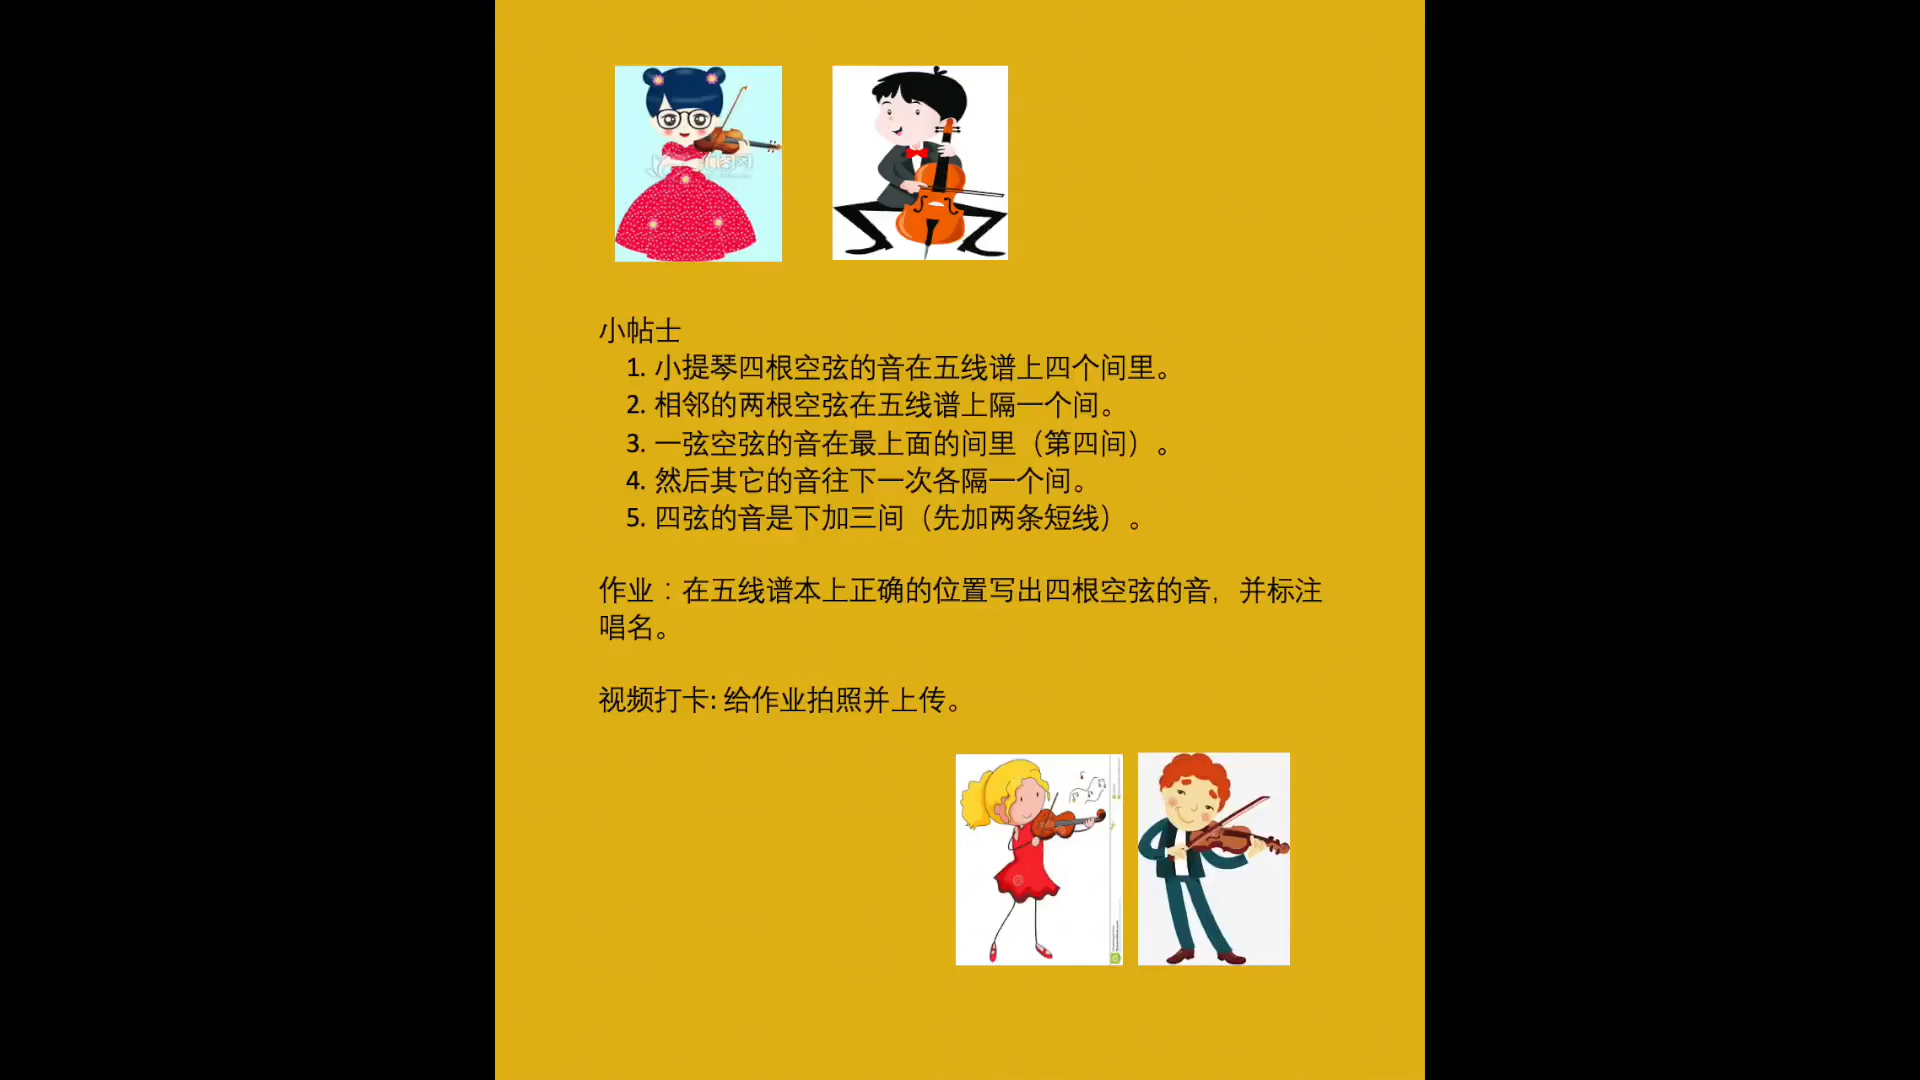 小帖士
1. 小提琴四根空弦的音在五线谱上四个间里。
2. 相邻的两根空弦在五线谱上隔一个间。
3. 一弦空弦的音在最上面的间里（第四间）。
4. 然后其它的音往下一次各隔一个间。
5. 四弦的音是下加三间（先加两条短线）。
作业：在五线谱本上正确的位置写出四根空弦的音，并标注
唱名。
视频打卡: 给作业拍照并上传。